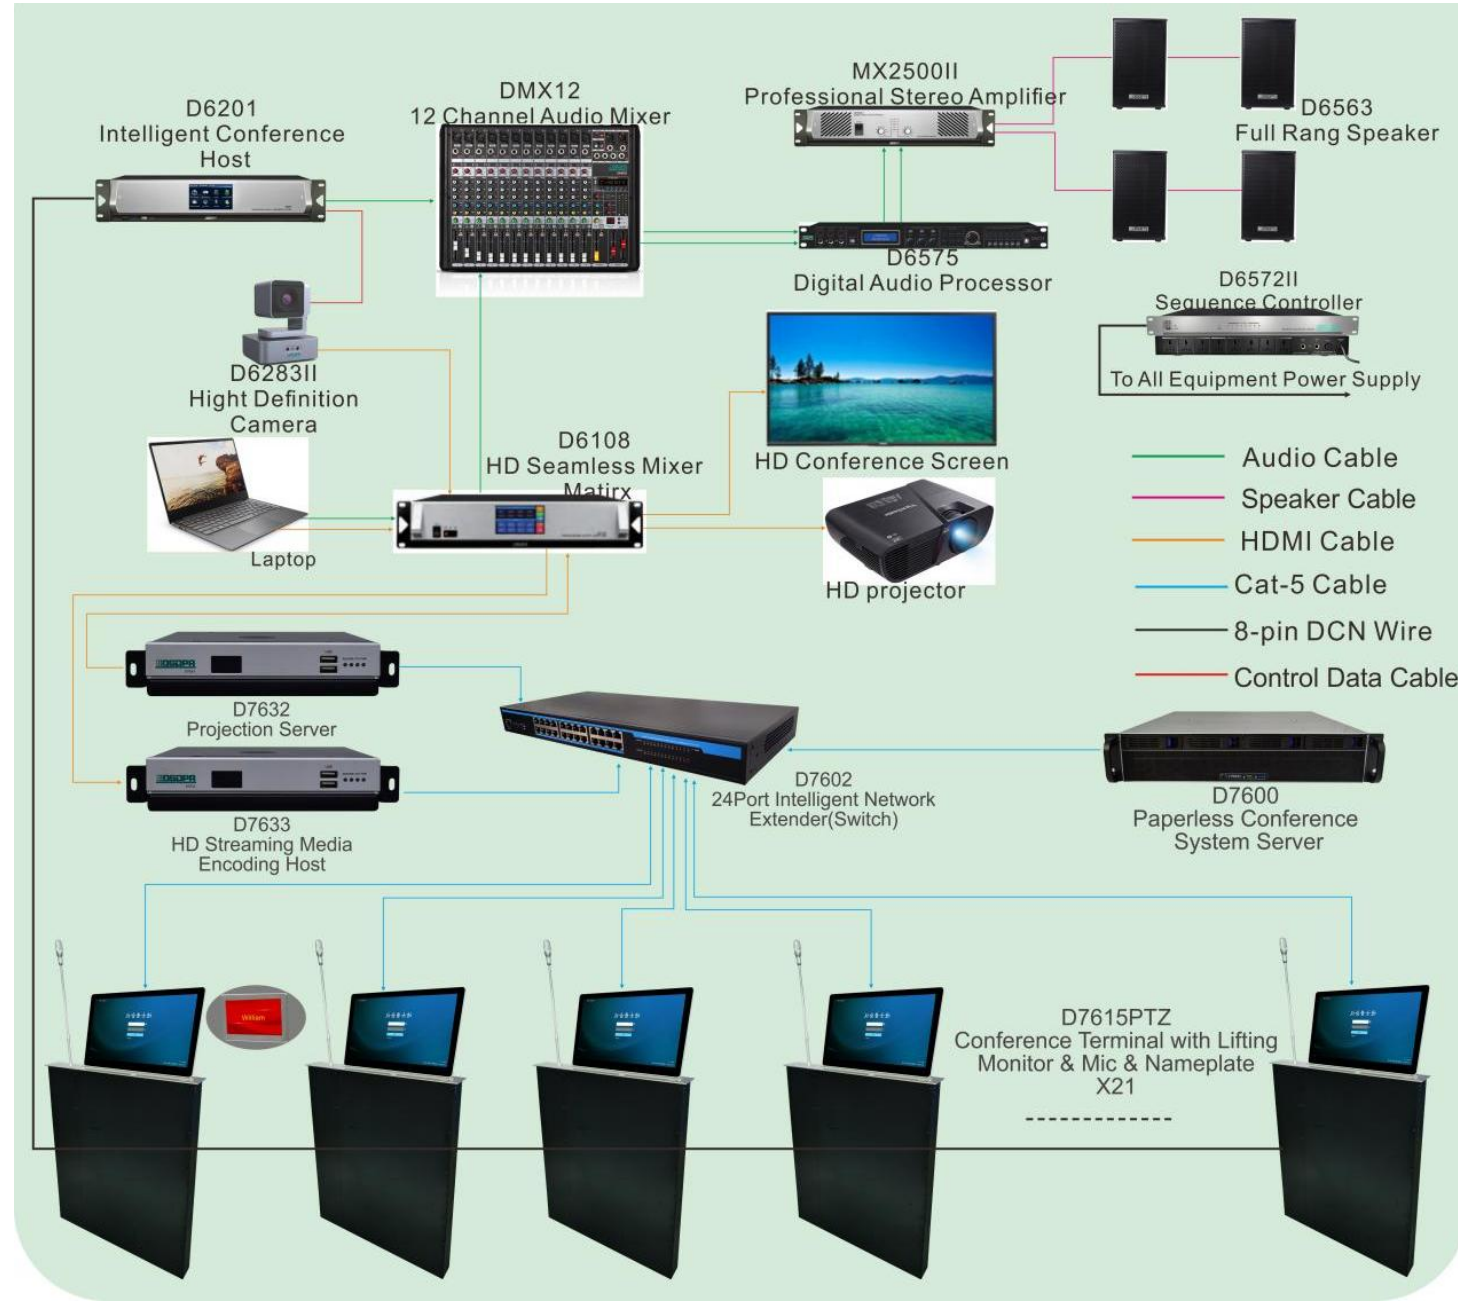 D6201
Intelligent Conference
Host
DMX12
12 Channel Audio Mixer
MX2500II
Professional Stereo Amplifier
D6563
Full Rang Speaker
D6575
Digital Audio Processor
D6572II
Sequence Controller
To All Equipment Power Supply
D6283II
Hight Definition
Camera
Laptop
D6108
HD Seamless Mixer
Matirx
HD Conference Screen
HD projector
Audio Cable
Speaker Cable
HDMI Cable
Cat-5 Cable
8-pin DCN Wire
Control Data Cable
DSPPA
D7632
Projection Server
DSPPA
D7633
HD Streaming Media
Encoding Host
D7602
24Port Intelligent Network
Extender(Switch)
D7600
Paperless Conference
System Server
William
D7615PTZ
Conference Terminal with Lifting
Monitor & Mic & Nameplate
X21